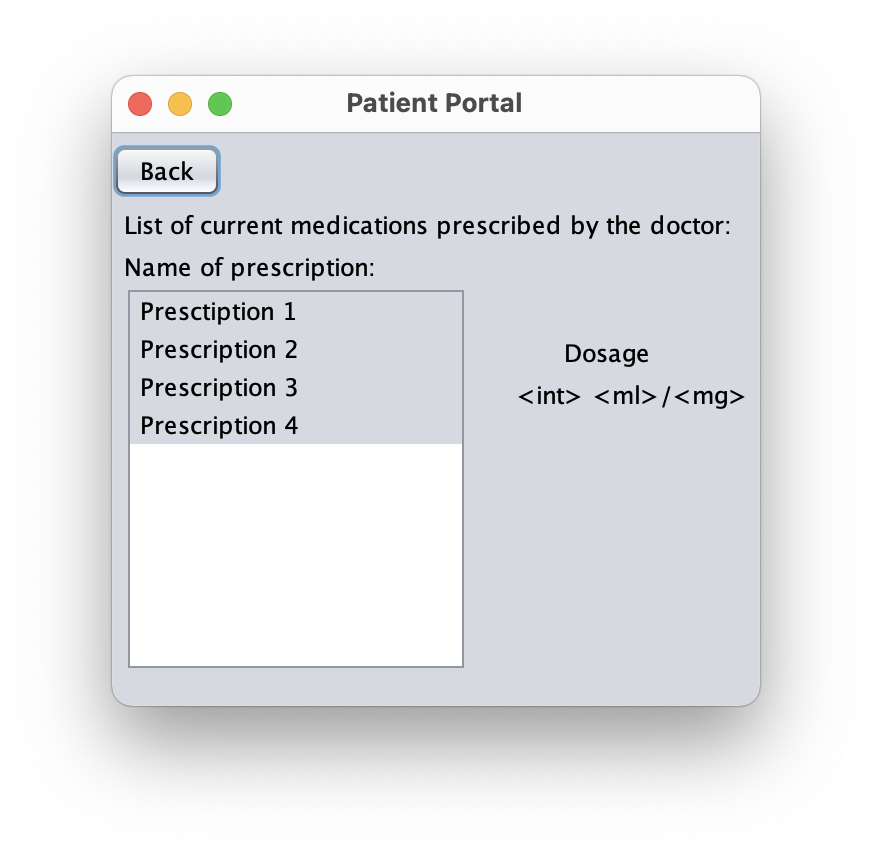 Patient Portal
Back
List of current medications prescribed by the doctor:
Name of prescription:
Presctiption 1
Prescription 2
Prescription 3
Prescription 4
Dosage
<int> <ml>/<mg>